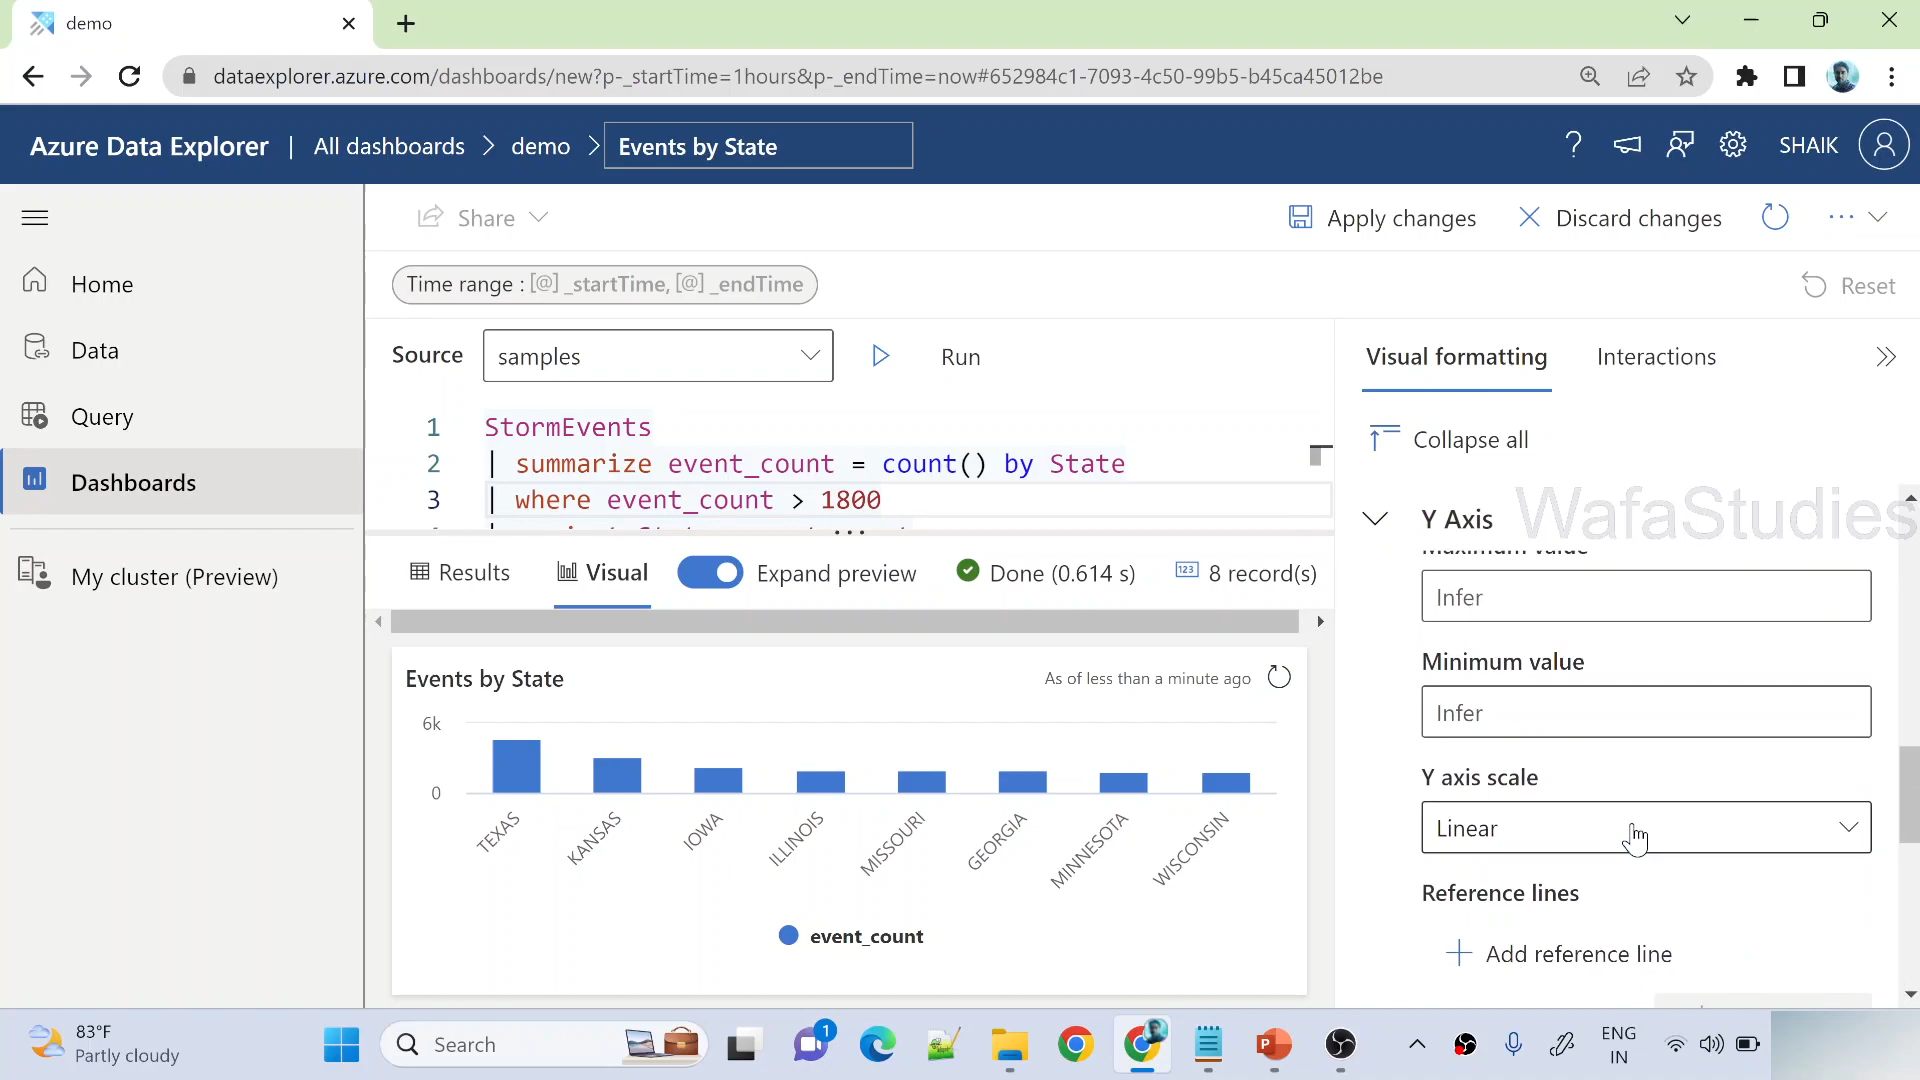 demo
dataexplorer.azure.com/dashboards/new?p-_startTime=1hours&p-_endTime=now#652984c1-7093-4c50-99b5-b45ca45012be
Azure Data Explorer | All dashboards > demo > Events by State
SHAIK
Share
Apply changes
Discard changes
Home
Data
Query
Dashboards
My cluster (Preview)
Time range : [@] _startTime, [@] _endTime
Reset
Source
samples
Run
1 StormEvents
2 | summarize event_count = count() by State
3 | where event_count > 1800
Results
Visual
Expand preview
Done (0.614 s)
123
8 record(s)
Events by State
As of less than a minute ago
6k
0
TEXAS
KANSAS
IOWA
ILLINOIS
MISSOURI
GEORGIA
MINNESOTA
WISCONSIN
event_count
Visual formatting
Interactions
Collapse all
Y Axis
WafaStudies
Maximum value
Infer
Minimum value
Infer
Y axis scale
Linear
Reference lines
Add reference line
83°F
Partly cloudy
Search
1
ENG
IN